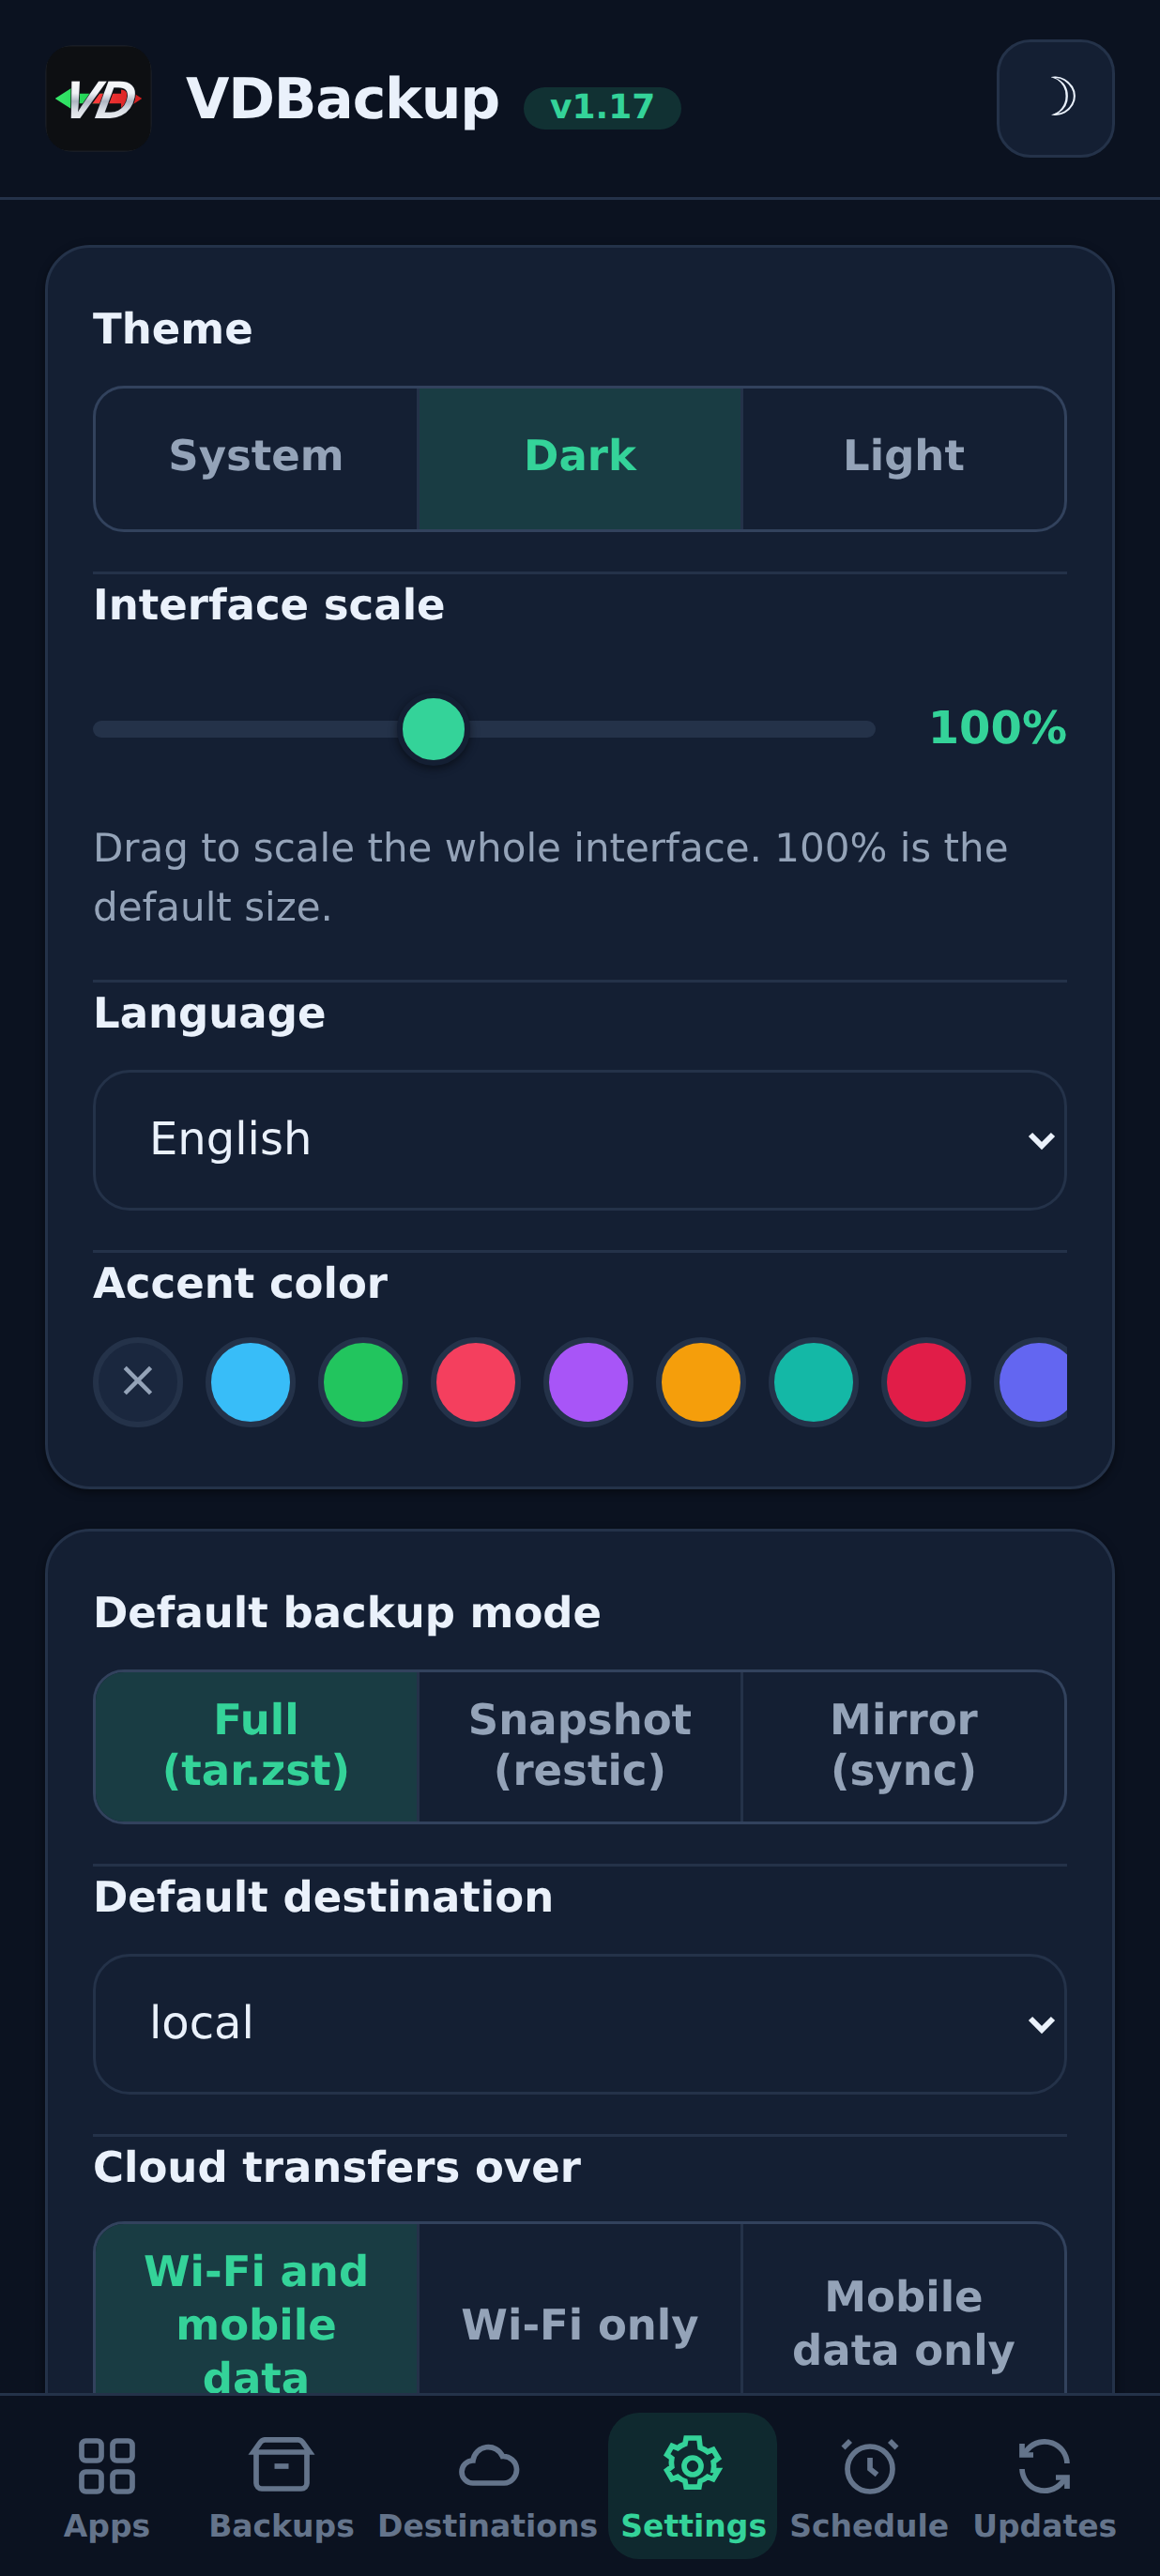 VD VDBackup v1.17
Theme
System Dark Light
Interface scale
100%
Drag to scale the whole interface. 100% is the
default size.
Language
English
Accent color
Default backup mode
Full
(tar.zst)
Snapshot
(restic)
Mirror
(sync)
Default destination
local
Cloud transfers over
Wi-Fi and
mobile
data
Wi-Fi only
Mobile
data only
Apps Backups Destinations Settings Schedule Updates